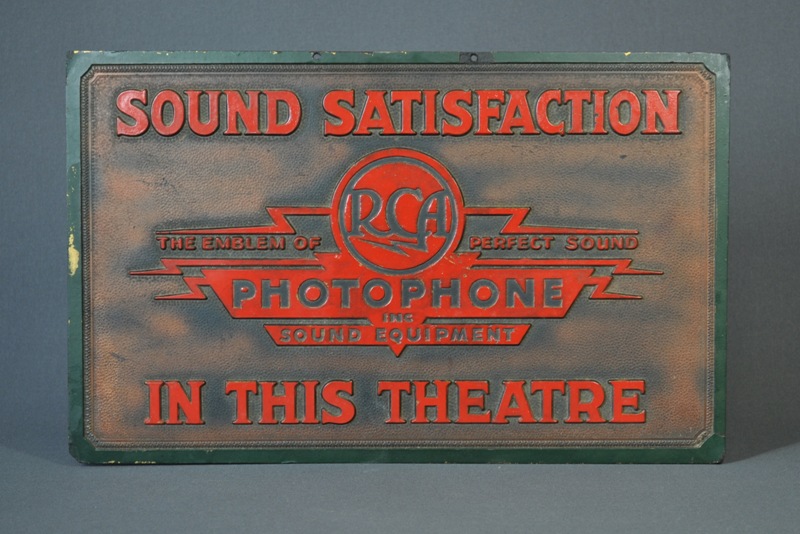 SOUND SATISFACTION
RCA
THE EMBLEM OF PERFECT SOUND
PHOTOPHONE
INC
SOUND EQUIPMENT
IN THIS THEATRE